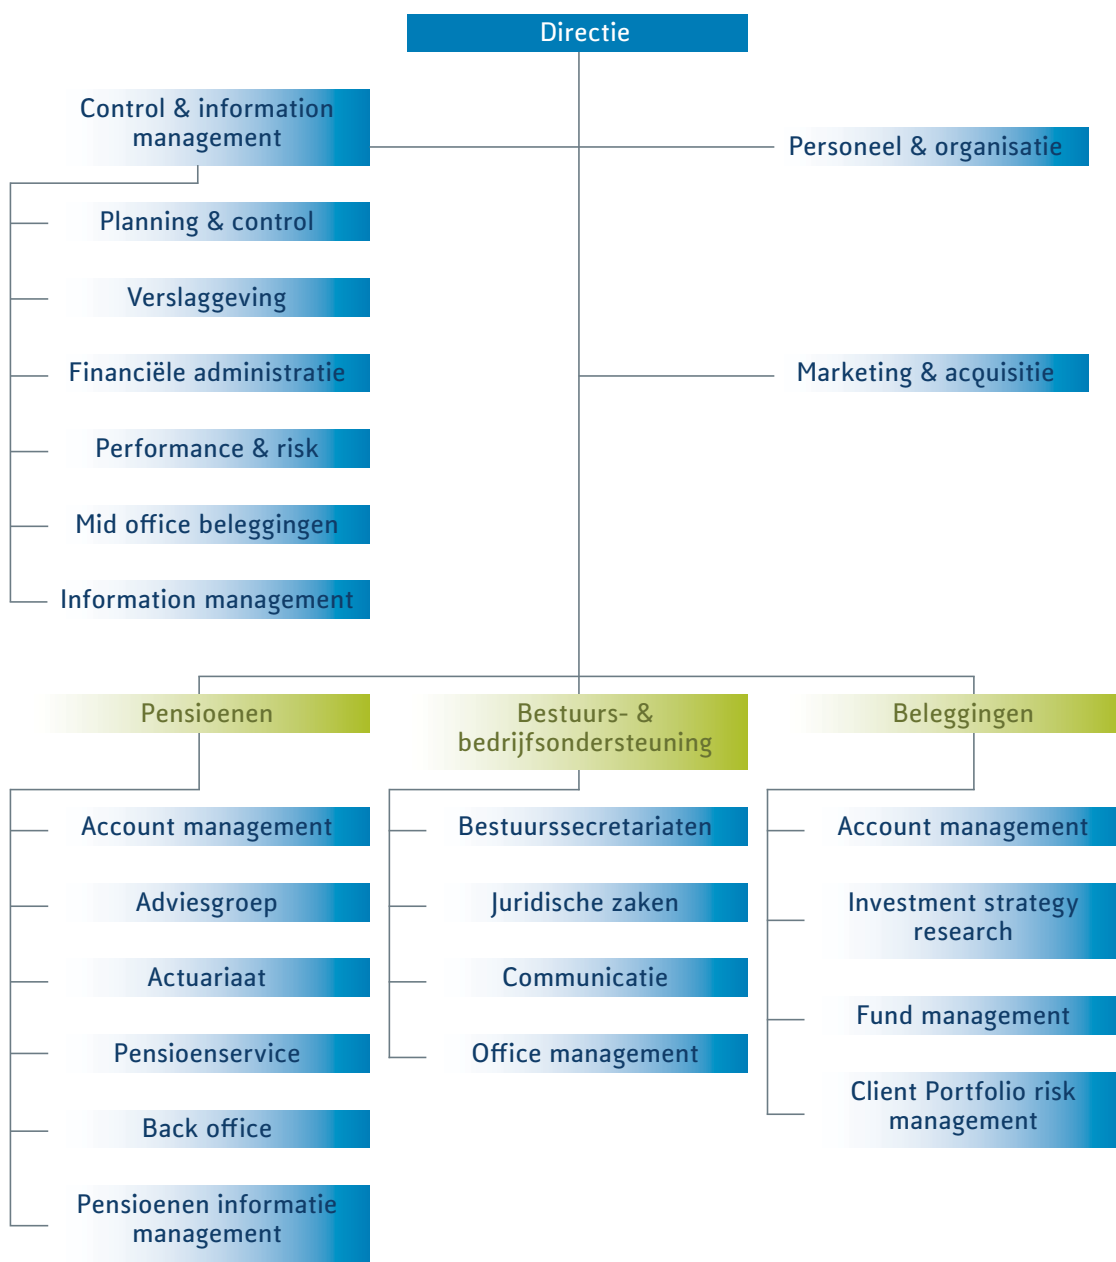 Directie
Control & information
management
Personeel & organisatie
Planning & control
Verslaggeving
Financiële administratie
Marketing & acquisitie
Performance & risk
Mid office beleggingen
Information management
Pensioenen
Bestuurs- &
bedrijfsondersteuning
Beleggingen
Account management
Adviesgroep
Actuariaat
Pensioenservice
Back office
Pensioenen informatie
management
Bestuurssecretariaten
Juridische zaken
Communicatie
Office management
Account management
Investment strategy
research
Fund management
Client Portfolio risk
management